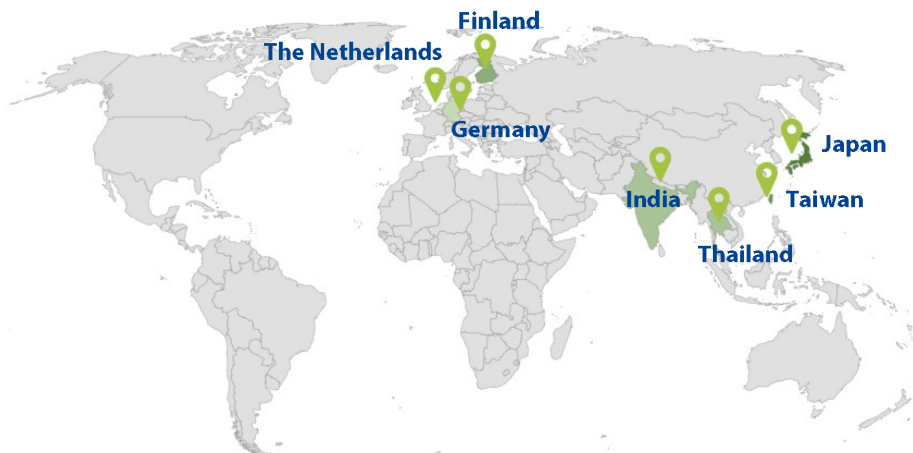 Finland
The Netherlands
Germany
Japan
India
Taiwan
Thailand